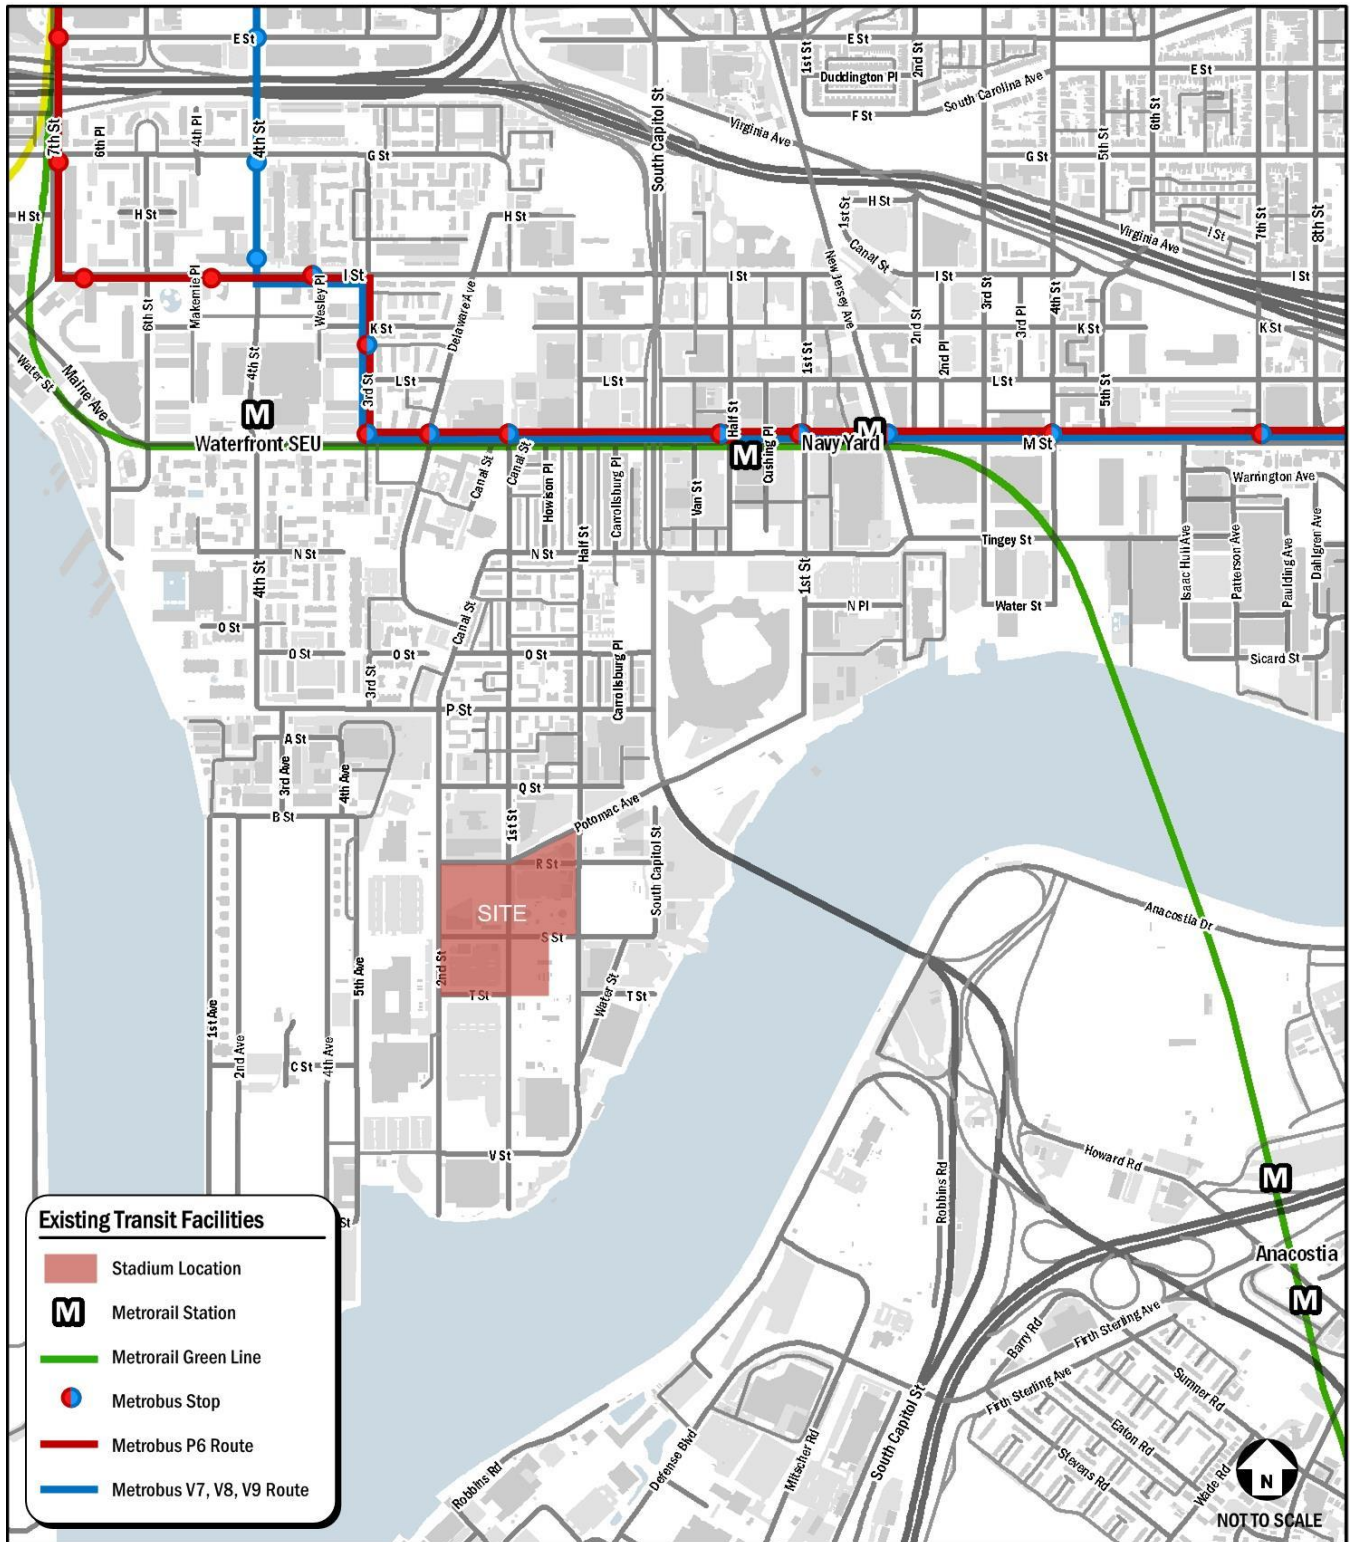 E St
E St
1st St
2nd St
Duddington Pl
E St
South Carolina Ave
F St
7th St
6th Pl
4th Pl
4th St
South Capitol St
Virginia Ave
6th St
5th St
G St
G St
H St
H St
H St
1st St
H St
I St
7th St
8th St
Virginia Ave
Canal St
New Jersey Ave
I St
Wesley Pl
I St
I St
3rd St
4th St
I St
6th St
Makemie Pl
Delaware Ave
K St
1st St
2nd St
3rd Pl
K St
K St
Water St
Maine Ave
4th St
3rd St
L St
L St
2nd Pl
L St
5th St
M
Waterfront SEU
Half St
Cushing Pl
M
Navy Yard
M
M St
Canal St
Canal St
Howison Pl
Carrollsburg Pl
Van St
Warrington Ave
Half St
N St
4th St
N St
Tingey St
Isaac Hull Ave
Patterson Ave
Paulding Ave
Dahlgren Ave
1st St
N Pl
Water St
Canal St
O St
O St
O St
O St
3rd St
Carrollsburg Pl
Sicard St
P St
A St
3rd Ave
4th Ave
Q St
B St
1st St
Potomac Ave
R St
South Capitol St
SITE
S St
Anacostia Dr
2nd St
T St
Water St
T St
5th Ave
1st Ave
2nd Ave
4th Ave
C St
V St
Howard Rd
Robbins Rd
M
St
Anacostia
M
Barry Rd
Firth Sterling Ave
Firth Sterling Ave
Sumner Rd
Eaton Rd
Stevens Rd
Wade Rd
South Capitol St
Mitscher Rd
Defense Blvd
Robbins Rd
Existing Transit Facilities
Stadium Location
M Metrorail Station
Metrorail Green Line
Metrobus Stop
Metrobus P6 Route
Metrobus V7, V8, V9 Route
N
NOT TO SCALE